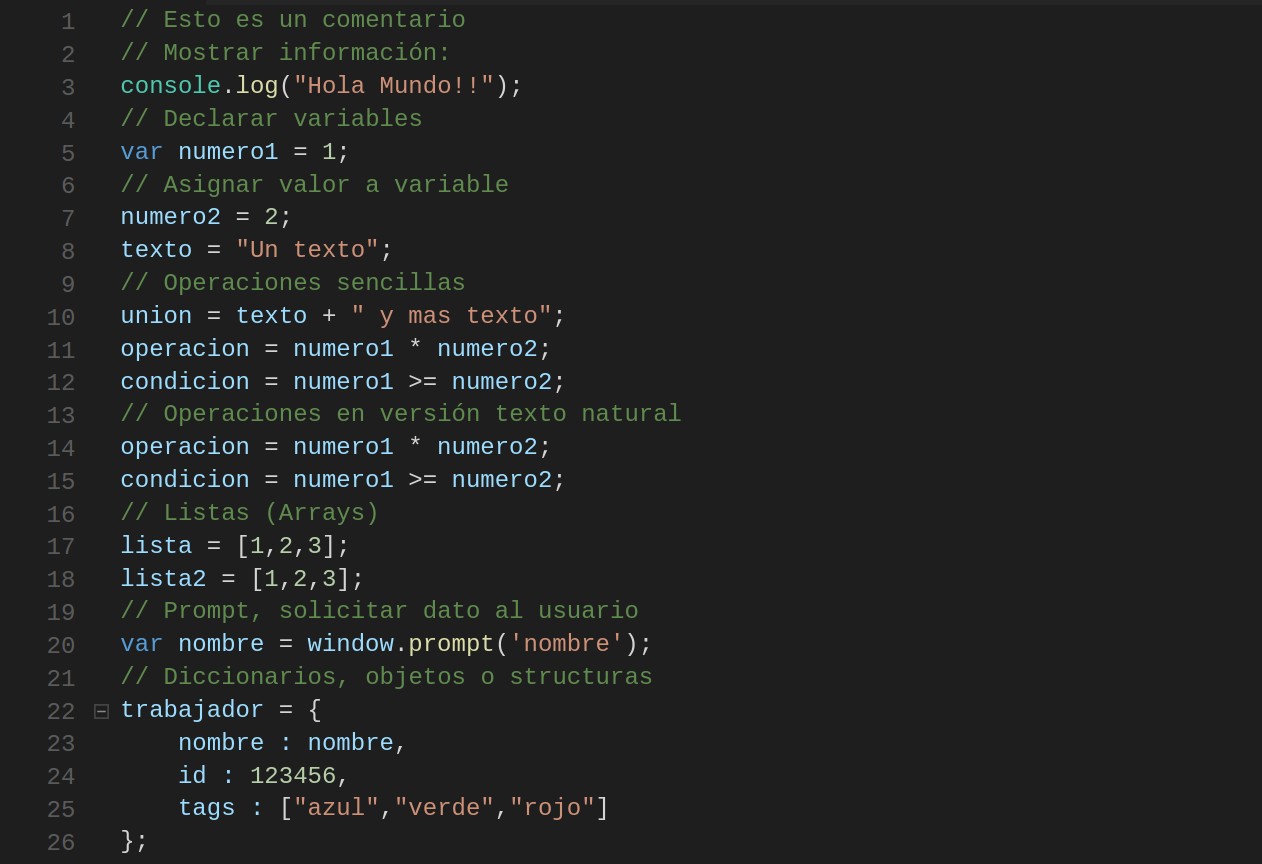 1 // Esto es un comentario
2 // Mostrar información:
3 console.log("Hola Mundo!!");
4 // Declarar variables
5 var numero1 = 1;
6 // Asignar valor a variable
7 numero2 = 2;
8 texto = "Un texto";
9 // Operaciones sencillas
10 union = texto + " y mas texto";
11 operacion = numero1 * numero2;
12 condicion = numero1 >= numero2;
13 // Operaciones en versión texto natural
14 operacion = numero1 * numero2;
15 condicion = numero1 >= numero2;
16 // Listas (Arrays)
17 lista = [1,2,3];
18 lista2 = [1,2,3];
19 // Prompt, solicitar dato al usuario
20 var nombre = window.prompt('nombre');
21 // Diccionarios, objetos o structuras
22 trabajador = {
23     nombre : nombre,
24     id : 123456,
25     tags : ["azul","verde","rojo"]
26 };